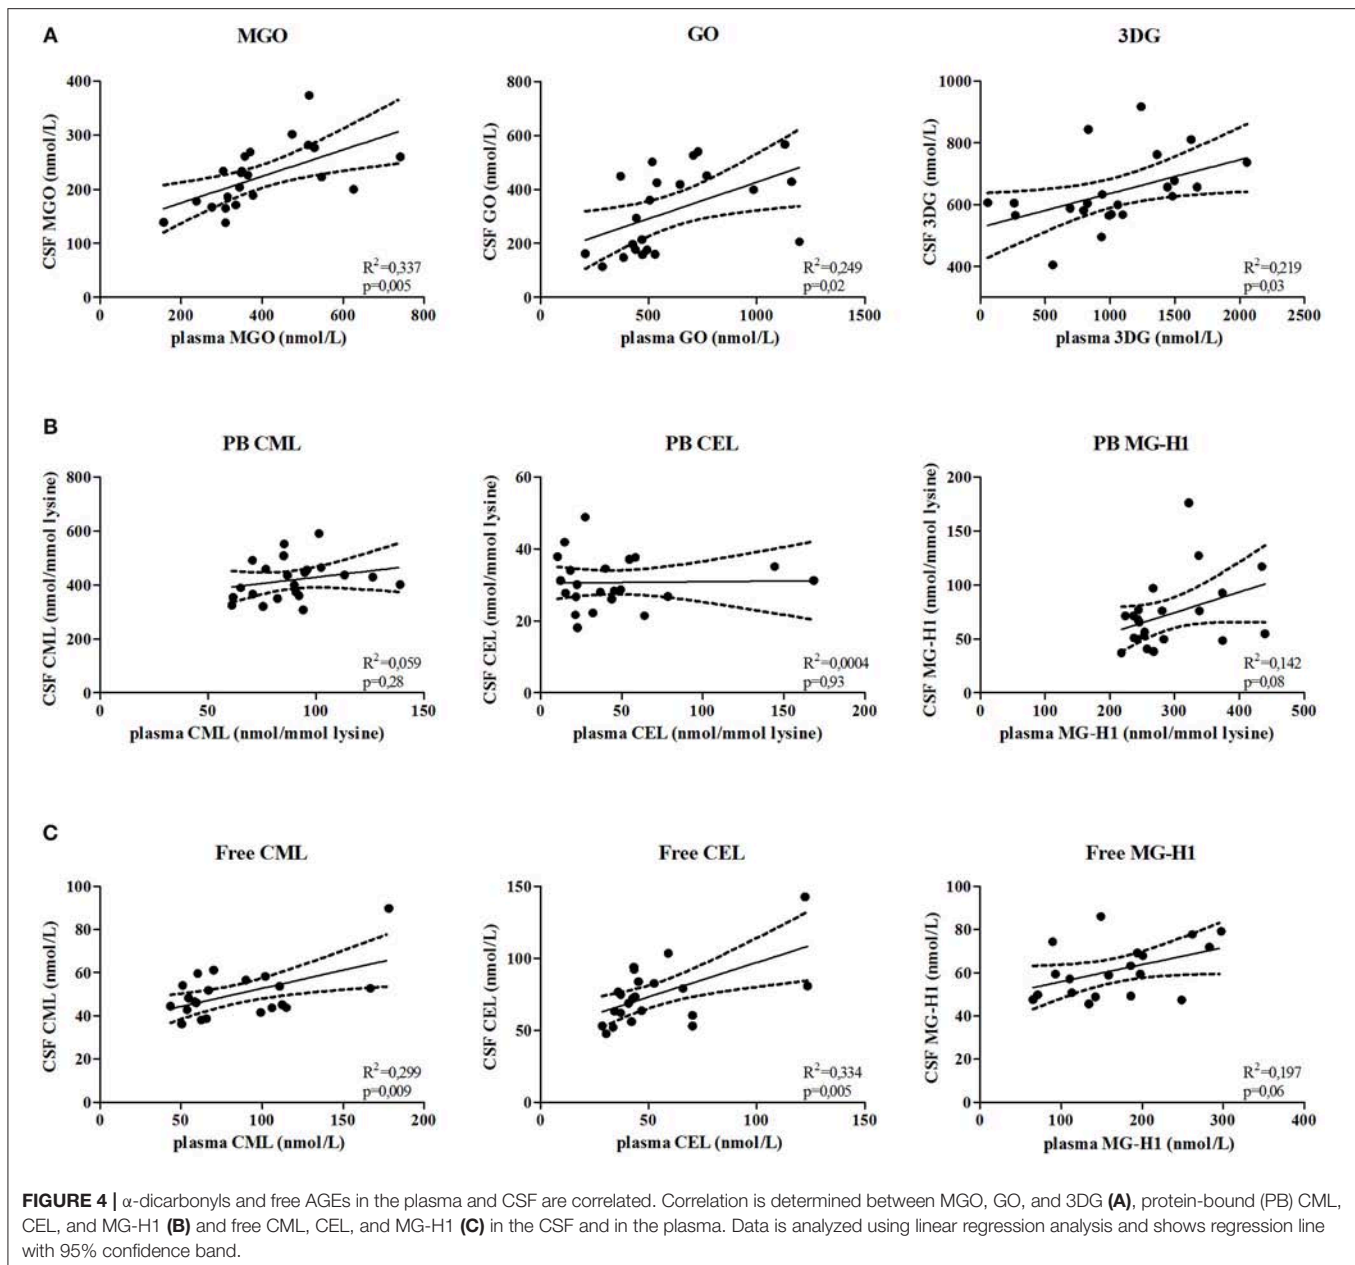 A
MGO
GO
3DG
CSF MGO (nmol/L)
400
300
200
100
0
0
200
400
600
800
plasma MGO (nmol/L)
R²=0,337
p=0,005
CSF GO (nmol/L)
800
600
400
200
0
0
500
1000
1500
plasma GO (nmol/L)
R²=0,249
p=0,02
CSF 3DG (nmol/L)
1000
800
600
400
0
500
1000
1500
2000
2500
plasma 3DG (nmol/L)
R²=0,219
p=0,03
B
PB CML
PB CEL
PB MG-H1
CSF CML (nmol/mmol lysine)
800
600
400
200
0
0
50
100
150
plasma CML (nmol/mmol lysine)
R²=0,059
p=0,28
CSF CEL (nmol/mmol lysine)
60
40
20
0
0
50
100
150
200
plasma CEL (nmol/mmol lysine)
R²=0,0004
p=0,93
CSF MG-H1 (nmol/mmol lysine)
200
150
100
50
0
0
100
200
300
400
500
plasma MG-H1 (nmol/mmol lysine)
R²=0,142
p=0,08
C
Free CML
Free CEL
Free MG-H1
CSF CML (nmol/L)
100
80
60
40
20
0
0
50
100
150
200
plasma CML (nmol/L)
R²=0,299
p=0,009
CSF CEL (nmol/L)
150
100
50
0
0
50
100
150
plasma CEL (nmol/L)
R²=0,334
p=0,005
CSF MG-H1 (nmol/L)
100
80
60
40
20
0
0
100
200
300
400
plasma MG-H1 (nmol/L)
R²=0,197
p=0,06
FIGURE 4 | α-dicarbonyls and free AGEs in the plasma and CSF are correlated. Correlation is determined between MGO, GO, and 3DG (A), protein-bound (PB) CML,
CEL, and MG-H1 (B) and free CML, CEL, and MG-H1 (C) in the CSF and in the plasma. Data is analyzed using linear regression analysis and shows regression line
with 95% confidence band.